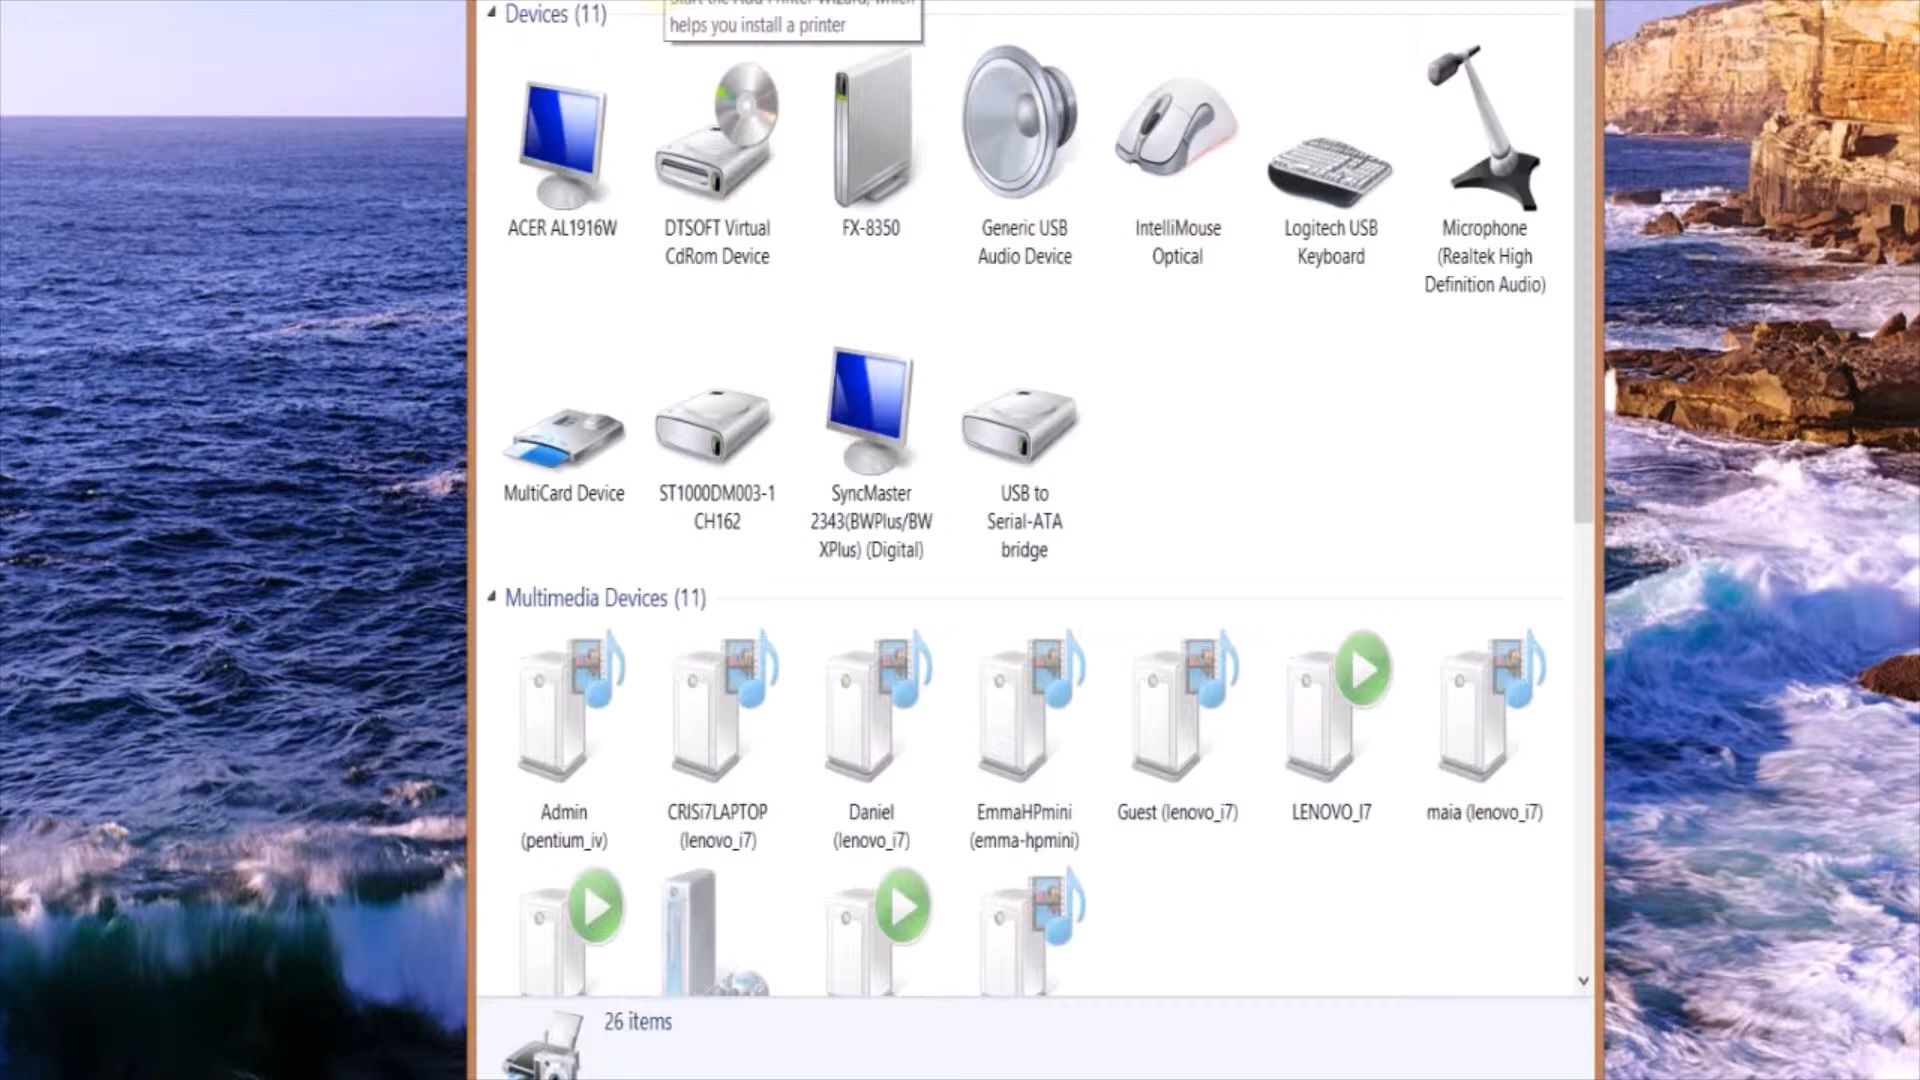 Devices (11)
Start the Add Printer Wizard, which
helps you install a printer
ACER AL1916W
DTSOFT Virtual
CdRom Device
FX-8350
Generic USB
Audio Device
IntelliMouse
Optical
Logitech USB
Keyboard
Microphone
(Realtek High
Definition Audio)
MultiCard Device
ST1000DM003-1
CH162
SyncMaster
2343(BWPlus/BW
XPlus) (Digital)
USB to
Serial-ATA
bridge
Multimedia Devices (11)
Admin
(pentium_iv)
CRISi7LAPTOP
(lenovo_i7)
Daniel
(lenovo_i7)
EmmaHPmini
(emma-hpmini)
Guest (lenovo_i7)
LENOVO_I7
maia (lenovo_i7)
26 items